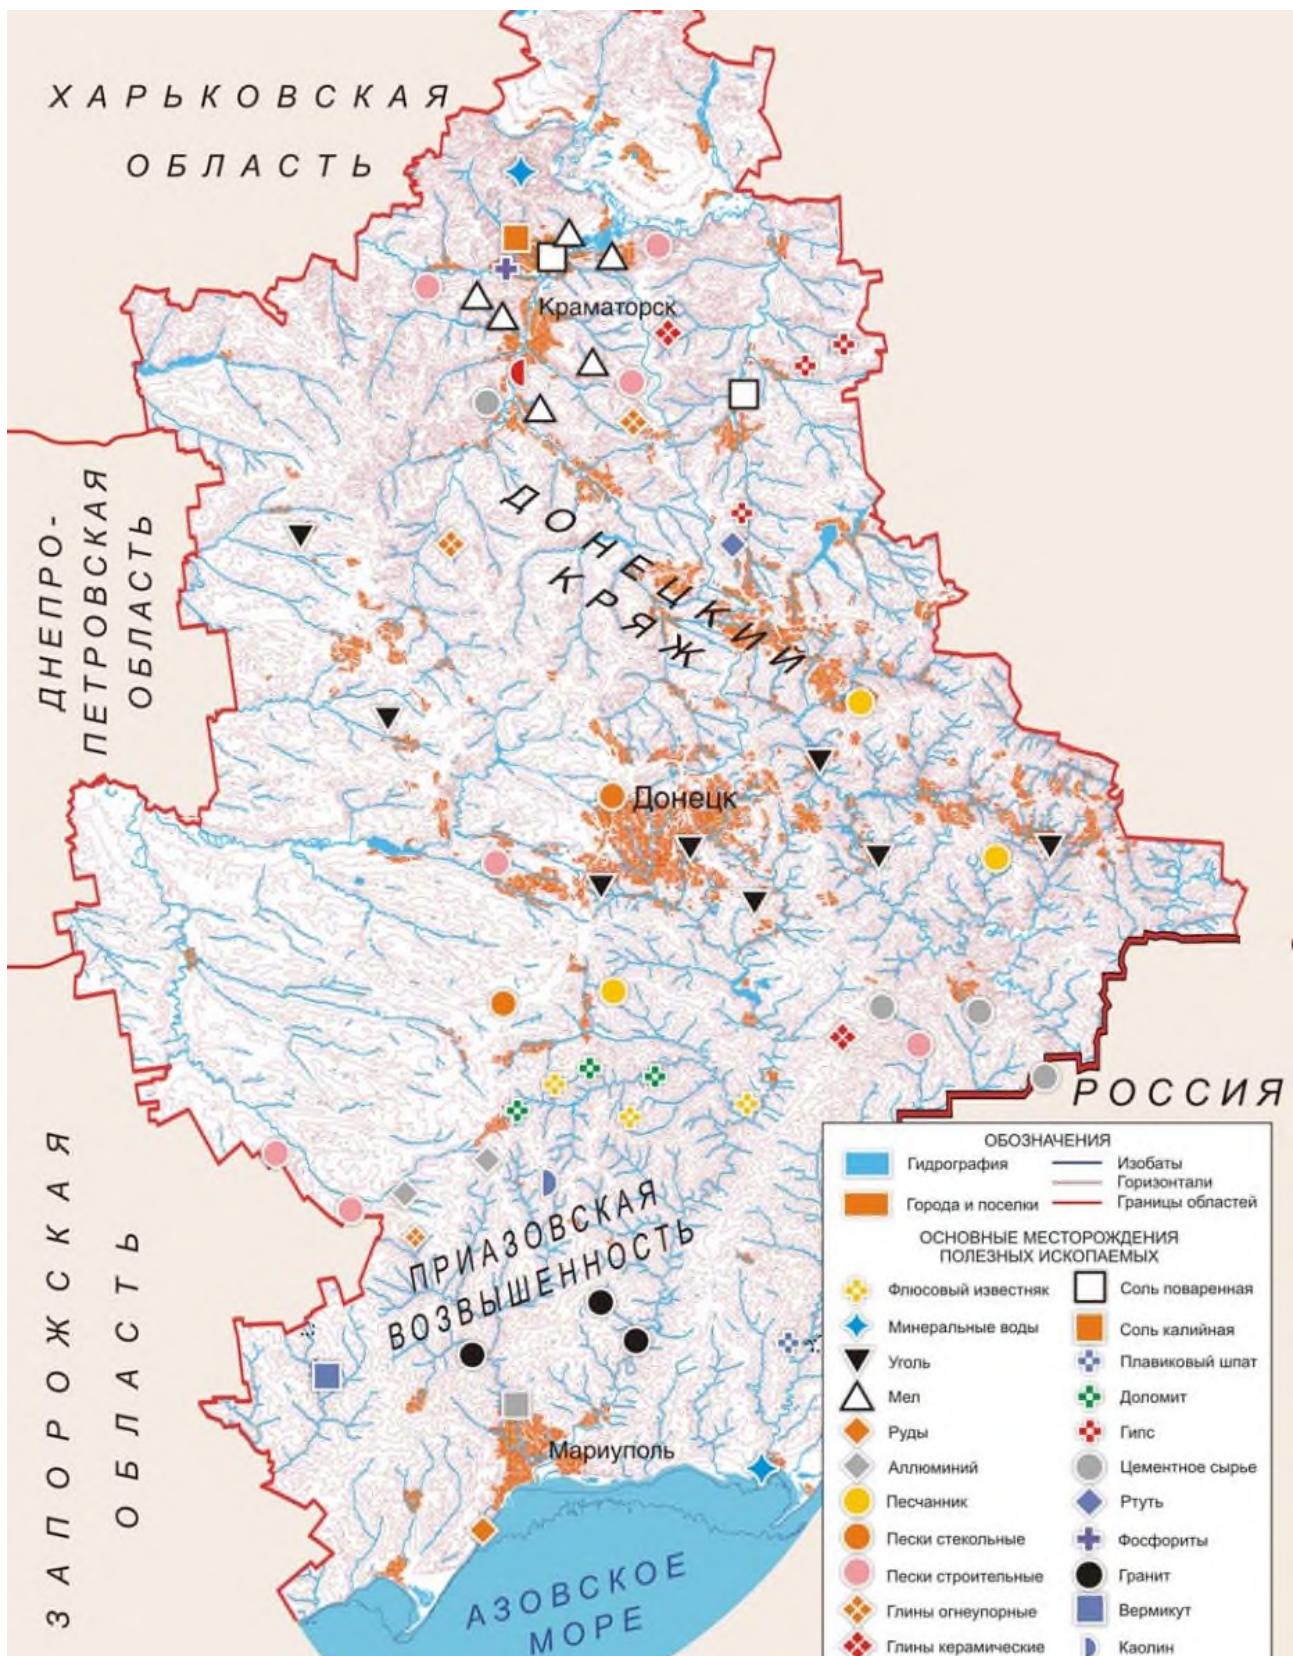 ХАРЬКОВСКАЯ
ОБЛАСТЬ
Краматорск
ДНЕПРО-
ПЕТРОВСКАЯ
ОБЛАСТЬ
ДОНЕЦКИЙ
КРЯЖ
Донецк
РОССИЯ
ЗАПОРОЖСКАЯ
ОБЛАСТЬ
ПРИАЗОВСКАЯ
ВОЗВЫШЕННОСТЬ
Мариуполь
АЗОВСКОЕ
МОРЕ
ОБОЗНАЧЕНИЯ
Гидрография
Города и поселки
Изобаты
Горизонтали
Границы областей
ОСНОВНЫЕ МЕСТОРОЖДЕНИЯ
ПОЛЕЗНЫХ ИСКОПАЕМЫХ
Флюсовый известняк
Минеральные воды
Уголь
Мел
Руды
Аллюминий
Песчанник
Пески стекольные
Пески строительные
Глины огнеупорные
Глины керамические
Соль поваренная
Соль калийная
Плавиковый шпат
Доломит
Гипс
Цементное сырье
Ртуть
Фосфориты
Гранит
Вермикут
Каолин